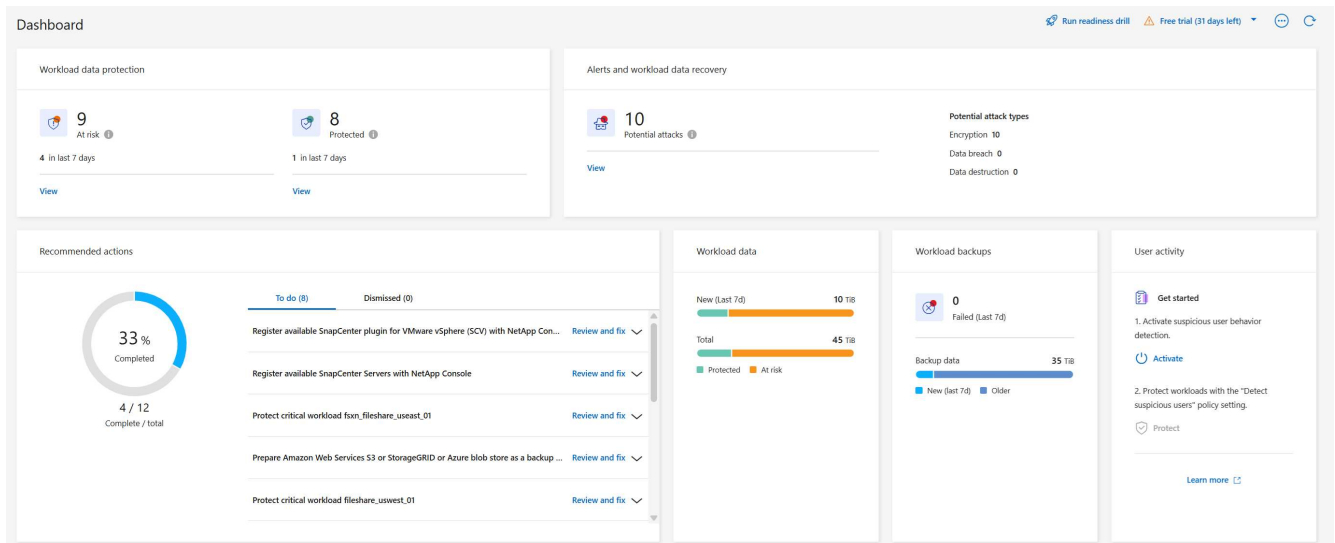 Dashboard
Run readiness drill
Free trial (31 days left)
Workload data protection
9
At risk
4 in last 7 days
View
8
Protected
1 in last 7 days
View
Alerts and workload data recovery
10
Potential attacks
View
Potential attack types
Encryption 10
Data breach 0
Data destruction 0
Recommended actions
33 %
Completed
4 / 12
Complete / total
To do (8)
Dismissed (0)
Register available SnapCenter plugin for VMware vSphere (SCV) with NetApp Con... Review and fix
Register available SnapCenter Servers with NetApp Console Review and fix
Protect critical workload fsxn_fileshare_useast_01 Review and fix
Prepare Amazon Web Services S3 or StorageGRID or Azure blob store as a backup ... Review and fix
Protect critical workload fileshare_uswest_01 Review and fix
Workload data
New (Last 7d) 10 TiB
Total 45 TiB
Protected At risk
Workload backups
0
Failed (Last 7d)
Backup data 35 TiB
New (last 7d) Older
User activity
Get started
1. Activate suspicious user behavior
detection.
Activate
2. Protect workloads with the "Detect
suspicious users" policy setting.
Protect
Learn more